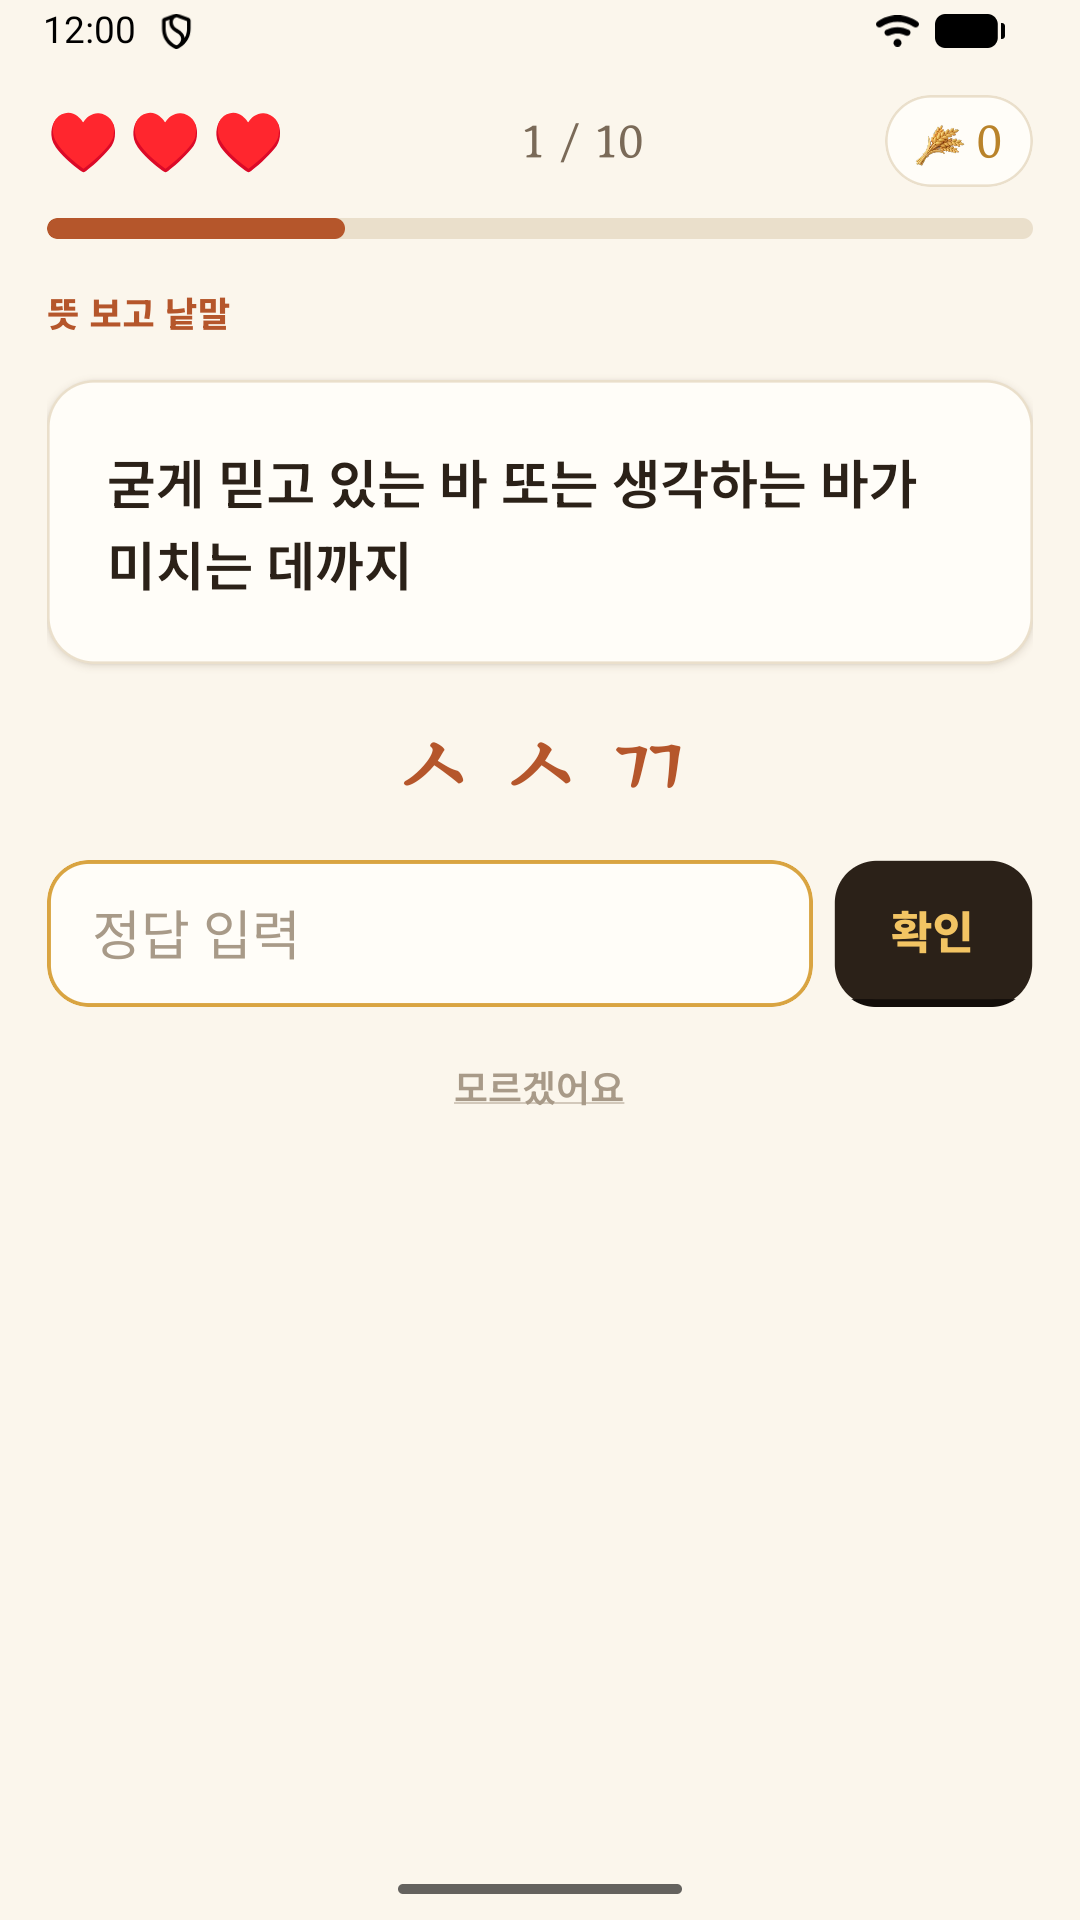 12:00
1 / 10
0
뜻 보고 낱말
굳게 믿고 있는 바 또는 생각하는 바가
미치는 데까지
ㅅ ㅅ ㄲ
정답 입력
확인
모르겠어요